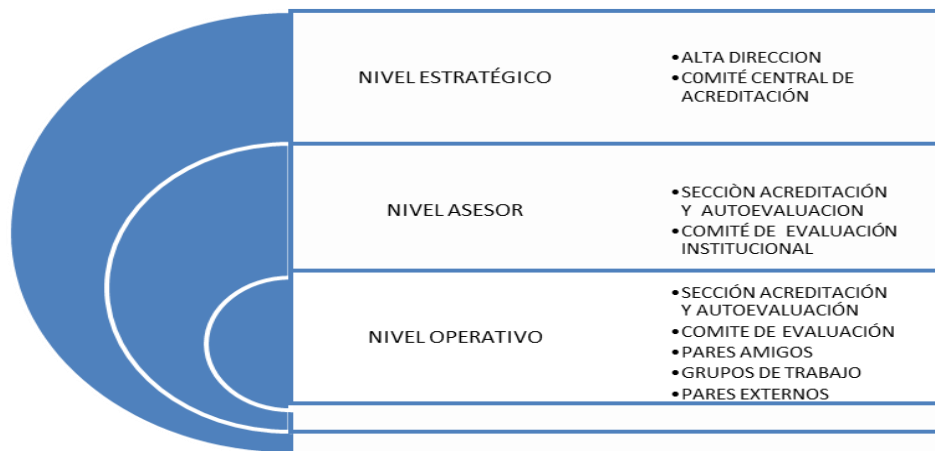 NIVEL ESTRATÉGICO
•ALTA DIRECCION
•C0MITÉ CENTRAL DE
ACREDITACIÓN
NIVEL ASESOR
•SECCIÒN ACREDITACIÓN
Y AUTOEVALUACION
•COMITÉ DE EVALUACIÓN
INSTITUCIONAL
NIVEL OPERATIVO
•SECCIÓN ACREDITACIÓN
Y AUTOEVALUACIÓN
•COMITE DE EVALUACIÓN
•PARES AMIGOS
•GRUPOS DE TRABAJO
•PARES EXTERNOS